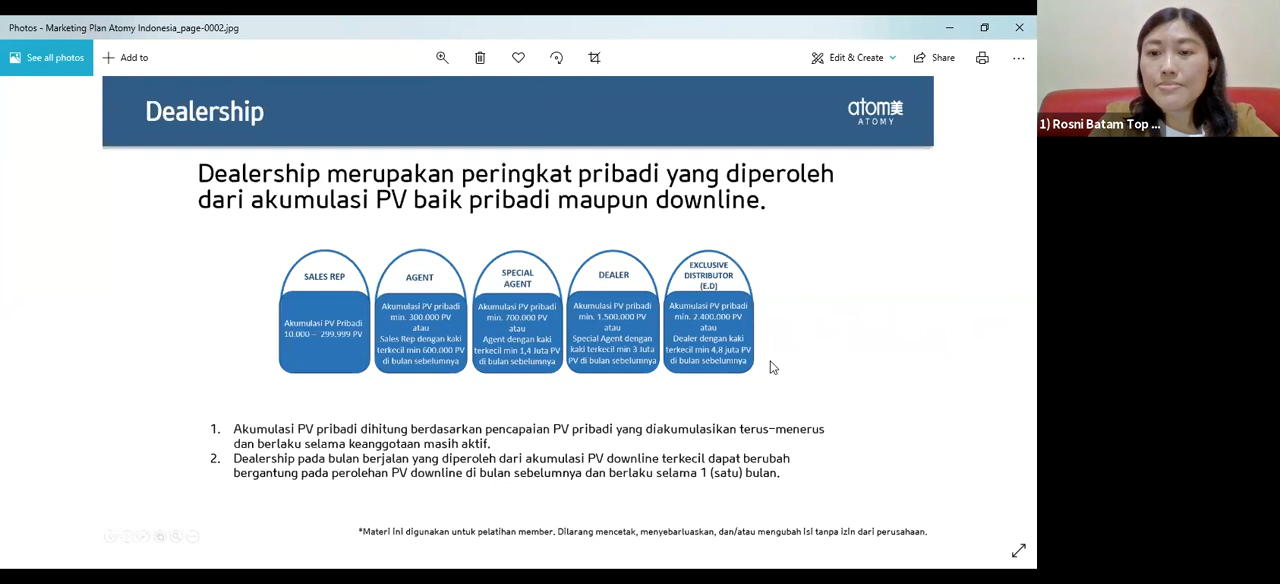 Photos - Marketing Plan Atomy Indonesia_page-0002.jpg
See all photos
Add to
Edit & Create
Share
Dealership
atom美
ATOMY
Dealership merupakan peringkat pribadi yang diperoleh
dari akumulasi PV baik pribadi maupun downline.
SALES REP
Akumulasi PV Pribadi
10.000 – 299.999 PV
AGENT
Akumulasi PV pribadi
min. 300.000 PV
atau
Sales Rep dengan kaki
terkecil min 600.000 PV
di bulan sebelumnya
SPECIAL
AGENT
Akumulasi PV pribadi
min. 700.000 PV
atau
Agent dengan kaki
terkecil min 1,4 Juta PV
di bulan sebelumnya
DEALER
Akumulasi PV pribadi
min. 1.500.000 PV
atau
Special Agent dengan
kaki terkecil min 3 Juta
PV di bulan sebelumnya
EXCLUSIVE
DISTRIBUTOR
(E.D)
Akumulasi PV pribadi
min. 2.400.000 PV
atau
Dealer dengan kaki
terkecil min 4,8 juta PV
di bulan sebelumnya
1. Akumulasi PV pribadi dihitung berdasarkan pencapaian PV pribadi yang diakumulasikan terus-menerus
dan berlaku selama keanggotaan masih aktif.
2. Dealership pada bulan berjalan yang diperoleh dari akumulasi PV downline terkecil dapat berubah
bergantung pada perolehan PV downline di bulan sebelumnya dan berlaku selama 1 (satu) bulan.
*Materi ini digunakan untuk pelatihan member. Dilarang mencetak, menyebarluaskan, dan/atau mengubah isi tanpa izin dari perusahaan.
1) Rosni Batam Top ...